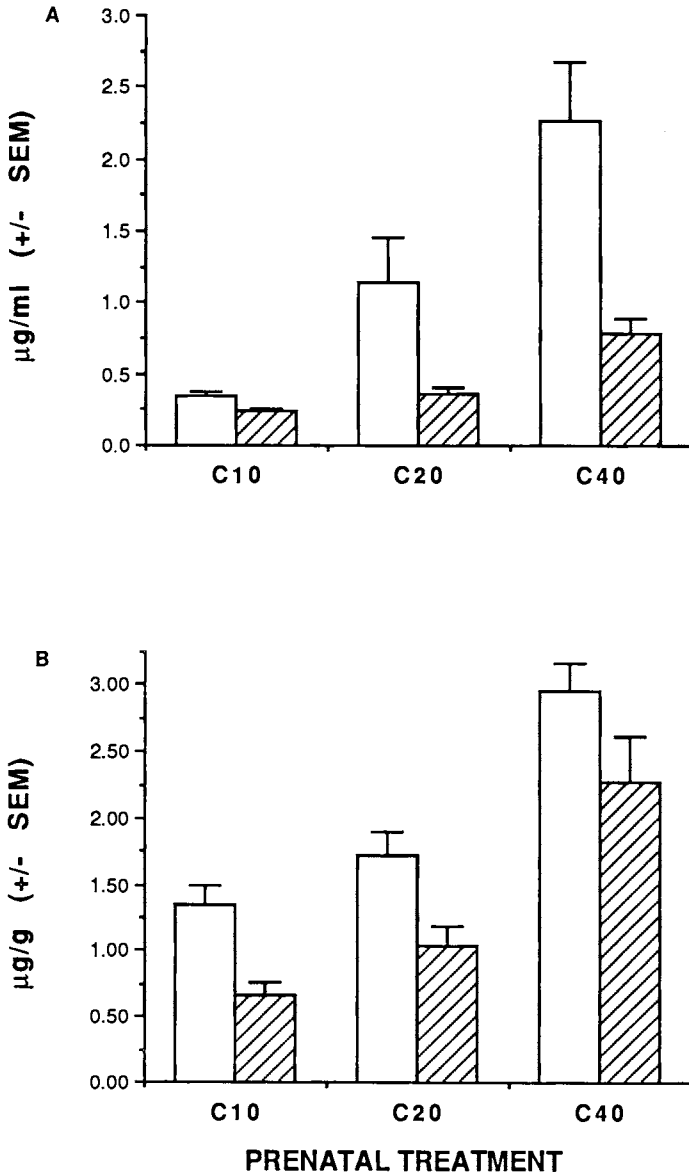 A
3.0
2.5
2.0
1.5
1.0
0.5
0.0
µg/ml (+/- SEM)
C10 C20 C40
B
3.00
2.50
2.00
1.50
1.00
0.50
0.00
µg/g (+/- SEM)
C10 C20 C40
PRENATAL TREATMENT